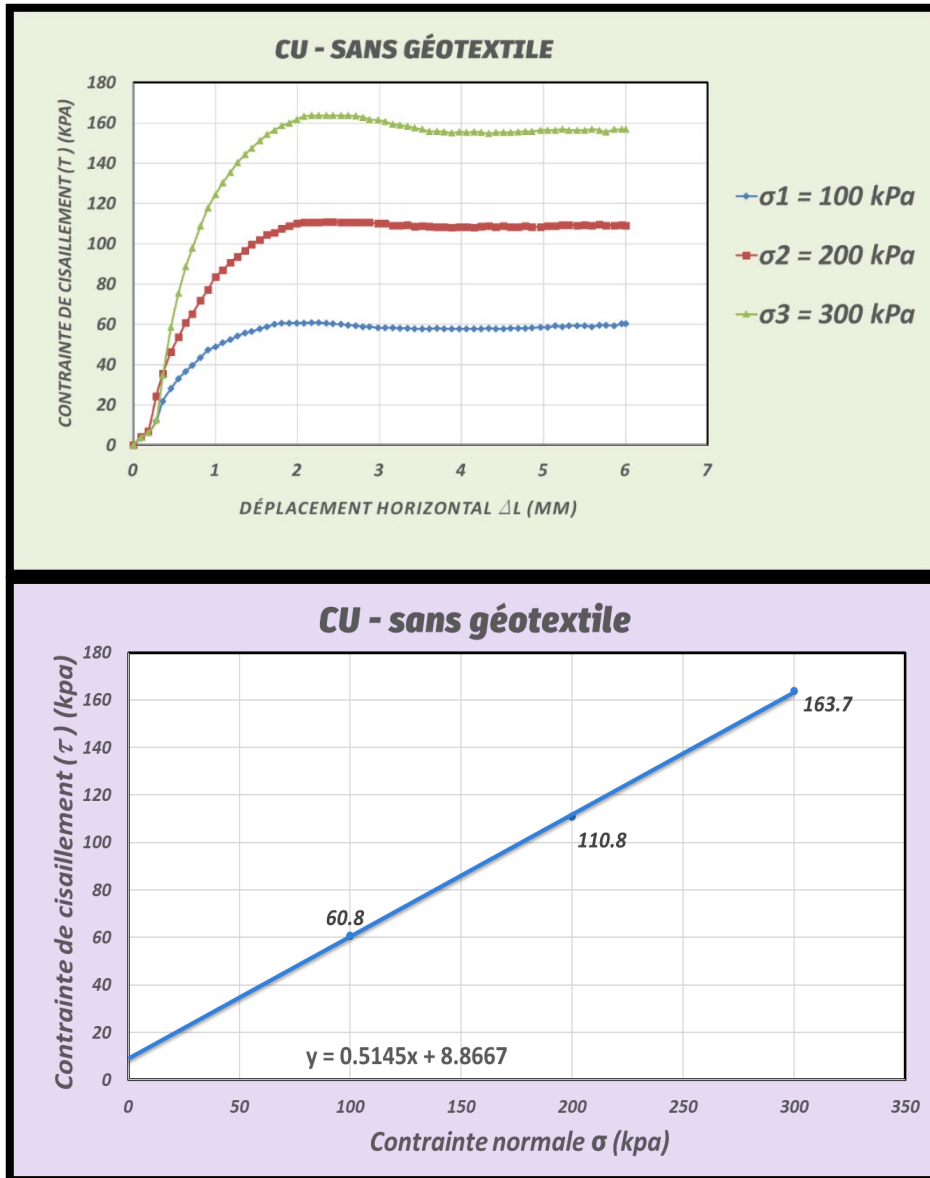 CU - SANS GÉOTEXTILE
CONTRAINTE DE CISAILLEMENT (T) (KPA)
180
160
140
120
100
80
60
40
20
0
0 1 2 3 4 5 6 7
DÉPLACEMENT HORIZONTAL ΔL (MM)
σ1 = 100 kPa
σ2 = 200 kPa
σ3 = 300 kPa
CU - sans géotextile
Contrainte de cisaillement (τ) (kpa)
180
160
140
120
100
80
60
40
20
0
163.7
110.8
60.8
y = 0.5145x + 8.8667
0 50 100 150 200 250 300 350
Contrainte normale σ (kpa)